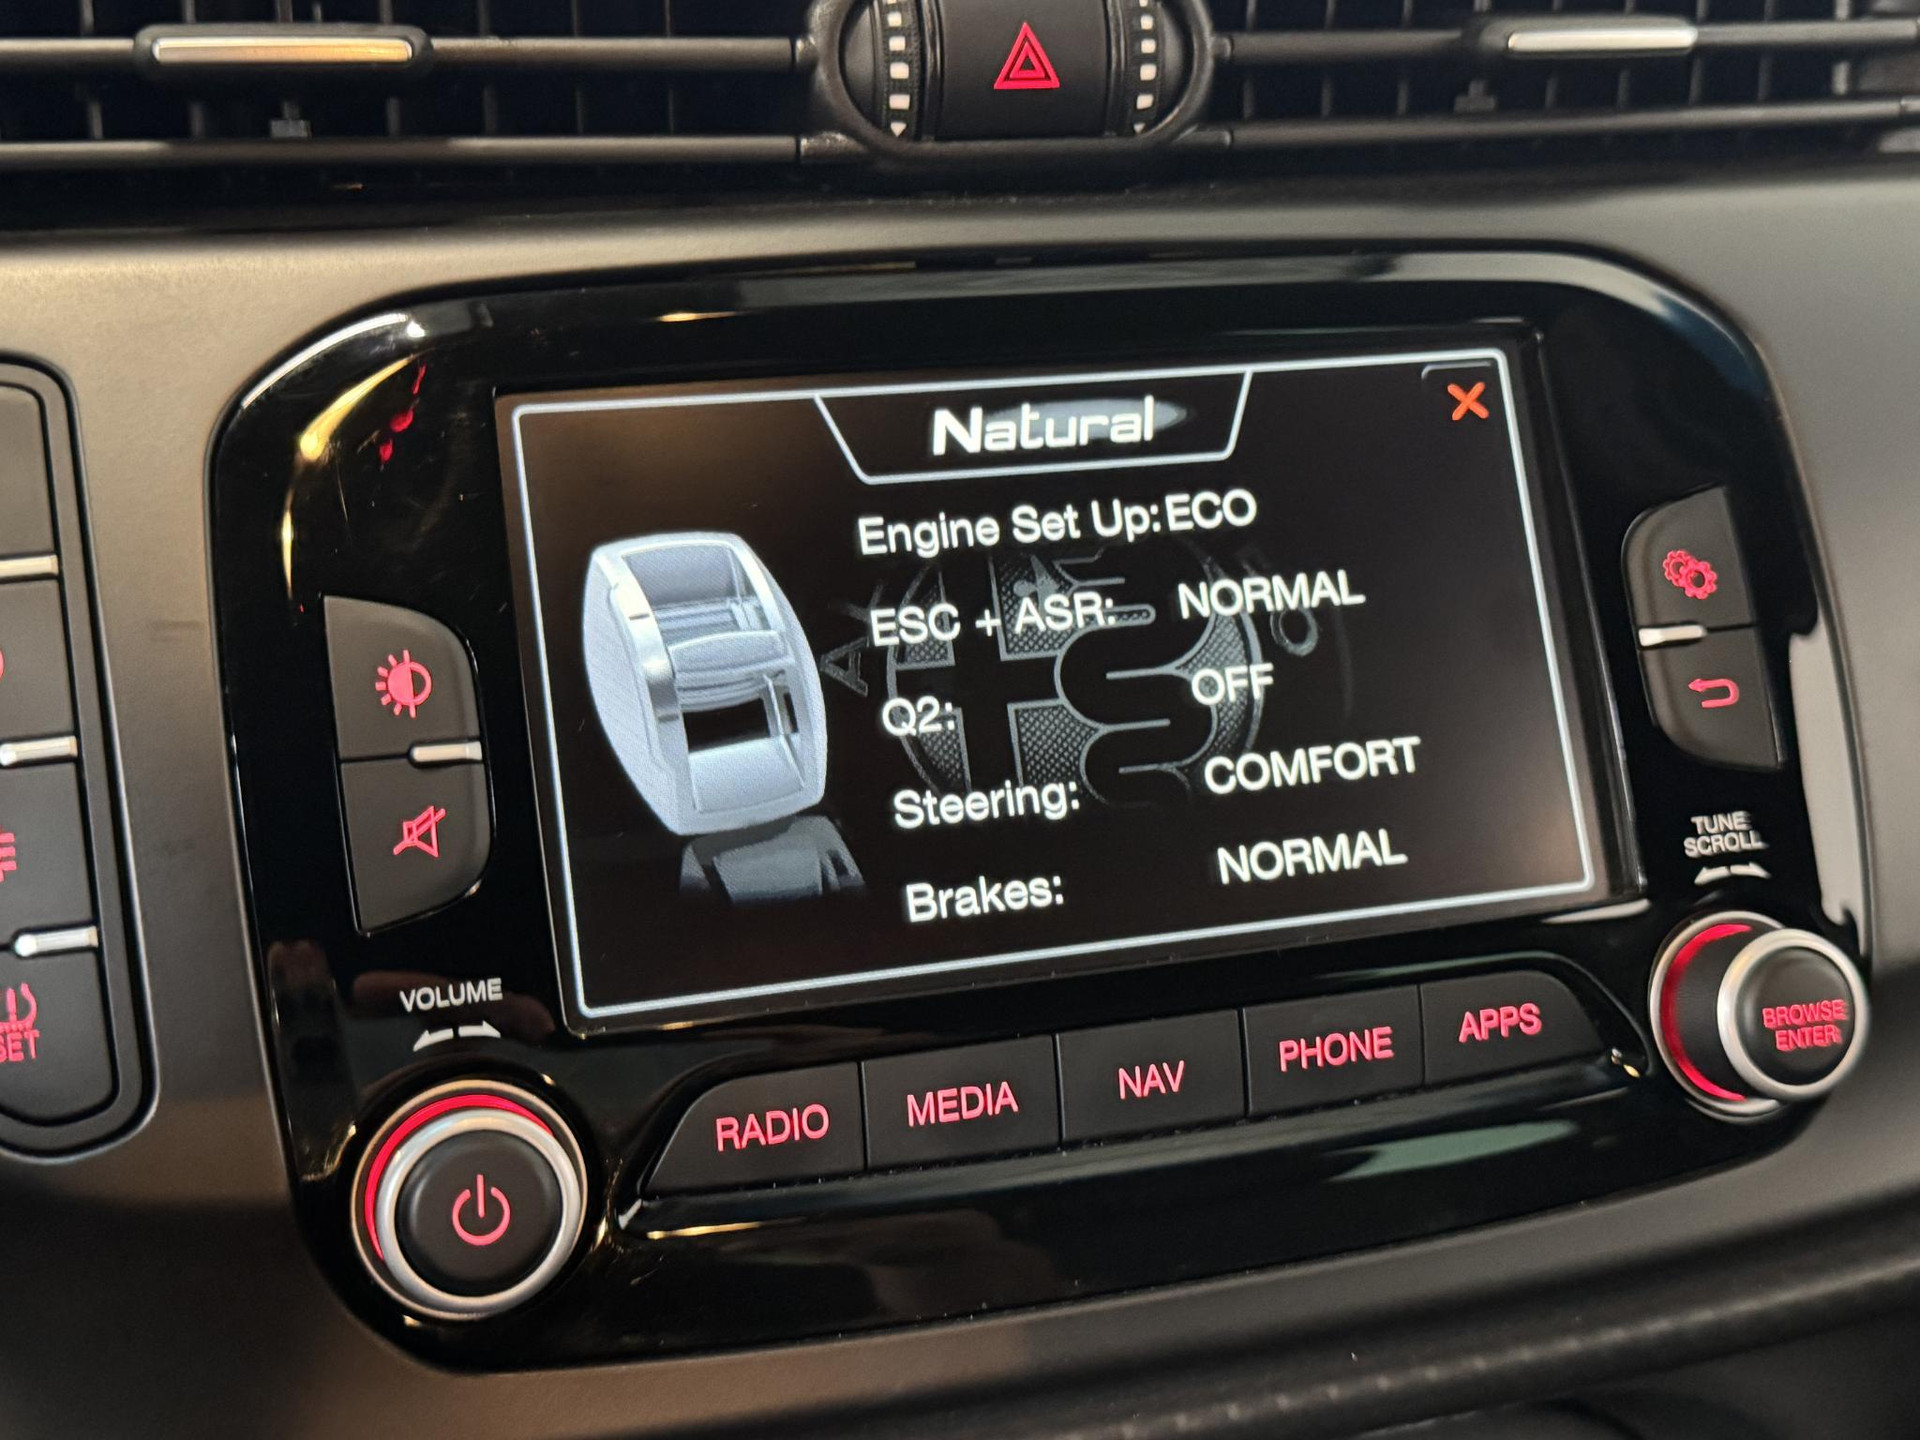 Natural
Engine Set Up: ECO
ESC + ASR: NORMAL
Q2: OFF
Steering: COMFORT
Brakes: NORMAL
TUNE
SCROLL
VOLUME
BROWSE
ENTER
RADIO
MEDIA
NAV
PHONE
APPS
SET